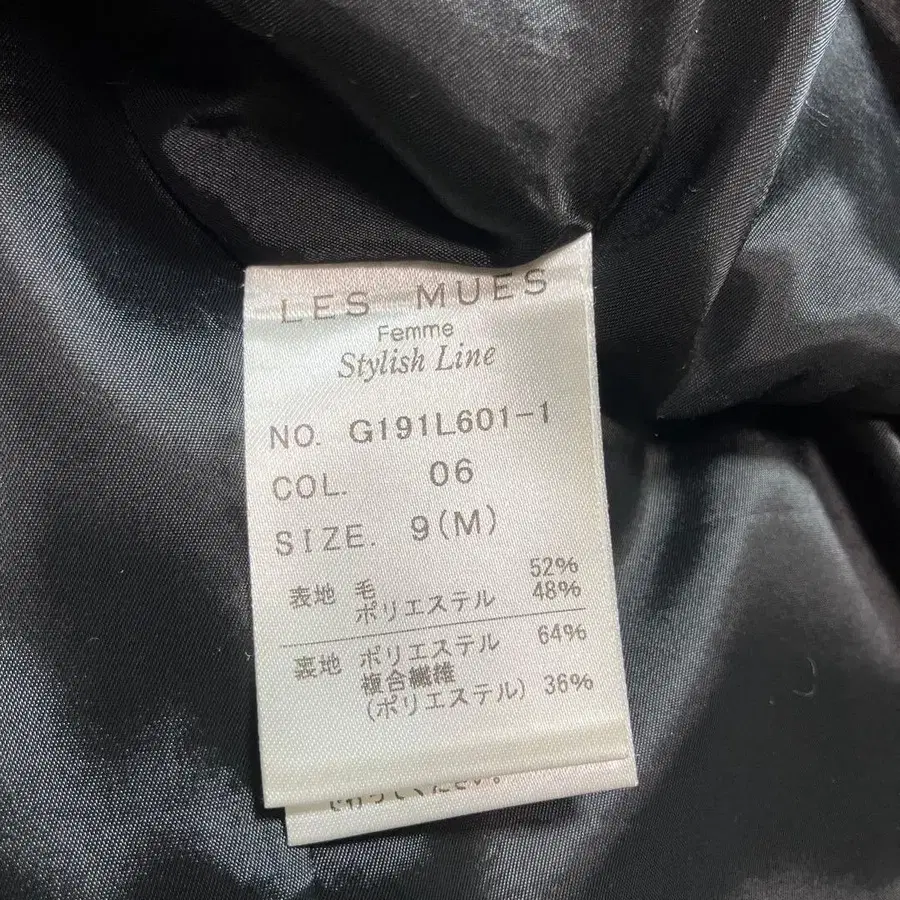 LES MUES
Femme
Stylish Line
NO. G191L601-1
COL. 06
SIZE. 9(M)
52%
表地 毛
ポリエステル 48%
裏地 ポリエステル 64%
複合繊維
(ポリエステル) 36%